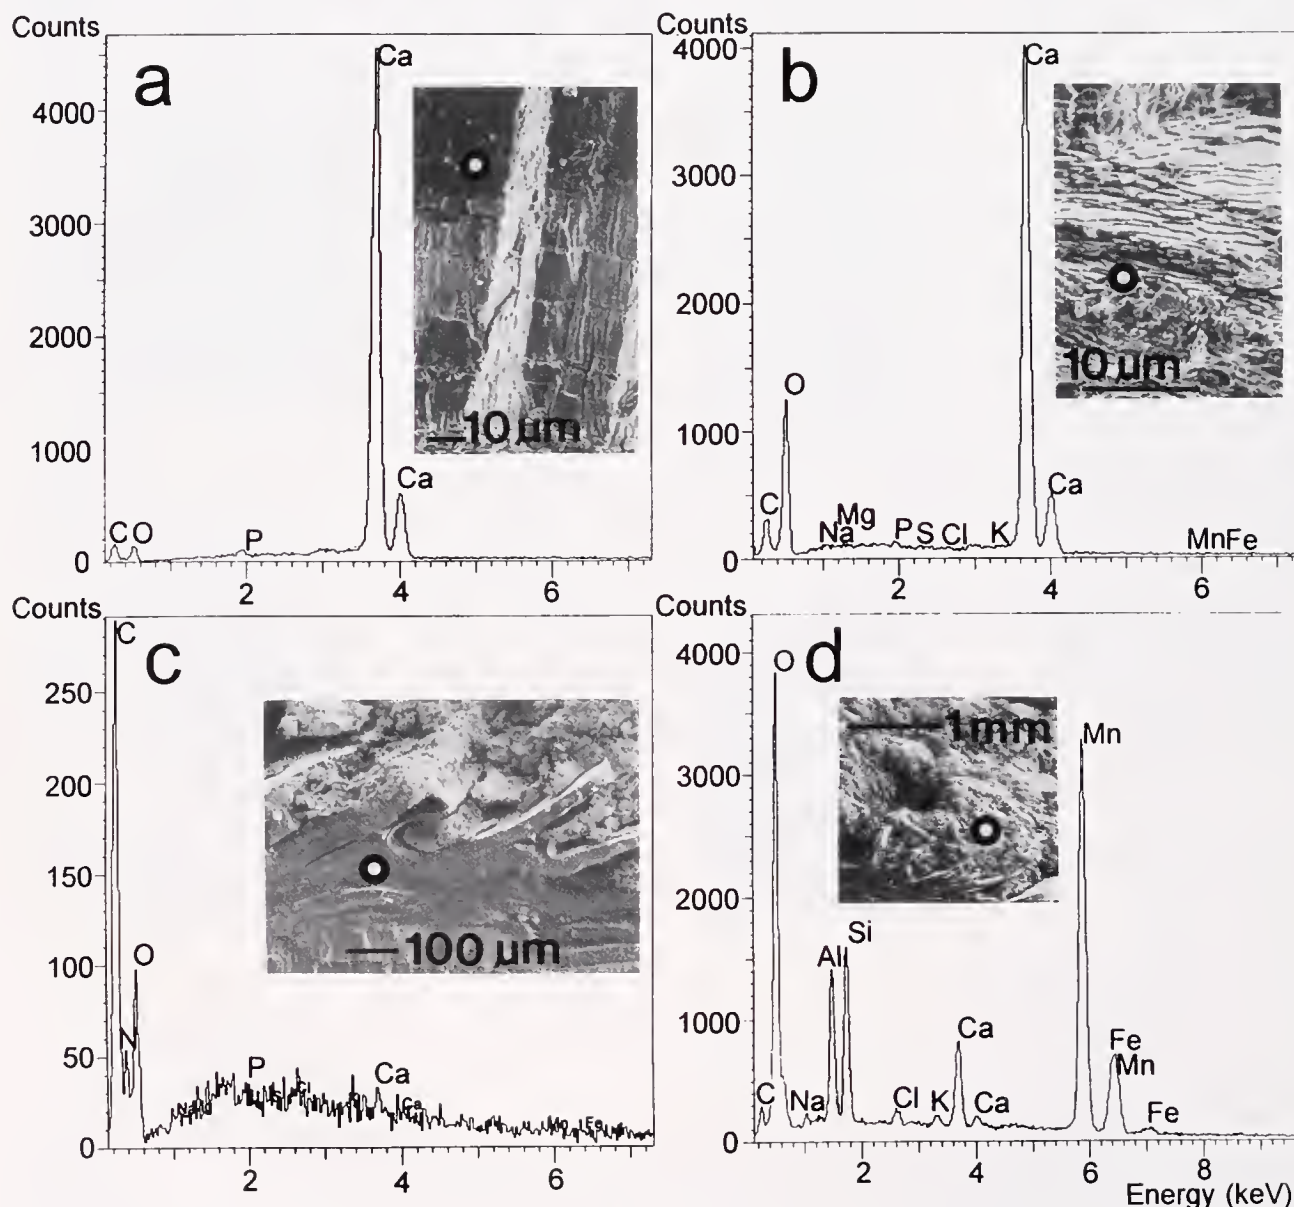 Counts
a
Ca
4000
3000
2000
1000
0
10 µm
Ca
C O
P
2 4 6
Counts
b
4000
Ca
3000
2000
1000
0
10 µm
O
C
Na
Mg
P S Cl K
Ca
MnFe
2 4 6
Counts
c
C
250
200
150
100
50
0
100 µm
O
N
P
Ca
2 4 6
Counts
d
4000
3000
2000
1000
0
O
1mm
Mn
Al
Si
Ca
Fe
Mn
C
Na
Cl
K
Ca
Fe
2 4 6 8
Energy (keV)